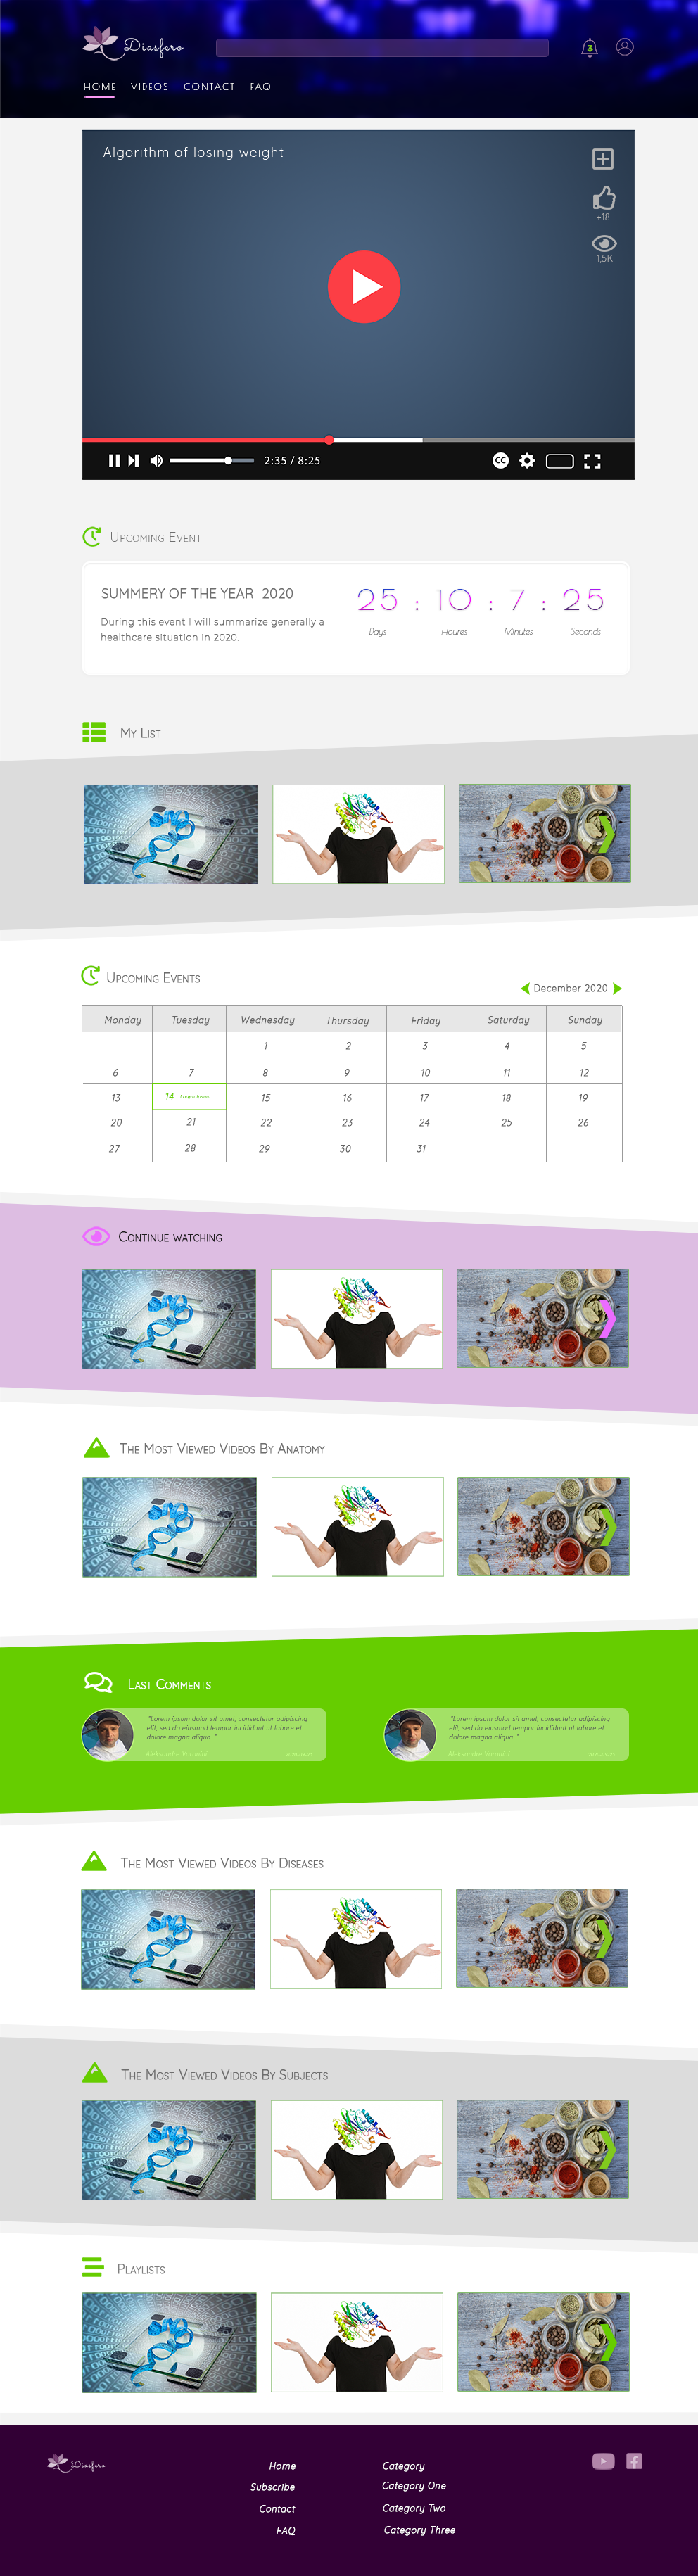 Diasfero
3
HOME VIDEOS CONTACT FAQ
Algorithm of losing weight
+18
1,5K
2:35 / 8:25
CC
Upcoming Event
SUMMERY OF THE YEAR 2020
During this event I will summarize generally a
healthcare situation in 2020.
25 : 10 : 7 : 25
Days Houres Minutes Seconds
My List
Upcoming Events
December 2020
Monday Tuesday Wednesday Thursday Friday Saturday Sunday
1 2 3 4 5
6 7 8 9 10 11 12
13 14 Lorem Ipsum 15 16 17 18 19
20 21 22 23 24 25 26
27 28 29 30 31
Continue watching
The Most Viewed Videos By Anatomy
Last Comments
"Lorem ipsum dolor sit amet, consectetur adipiscing
elit, sed do eiusmod tempor incididunt ut labore et
dolore magna aliqua. "
"Lorem ipsum dolor sit amet, consectetur adipiscing
elit, sed do eiusmod tempor incididunt ut labore et
dolore magna aliqua. "
The Most Viewed Videos By Diseases
The Most Viewed Videos By Subjects
Playlists
Diasfero
Home
Subscribe
Contact
FAQ
Category
Category One
Category Two
Category Three